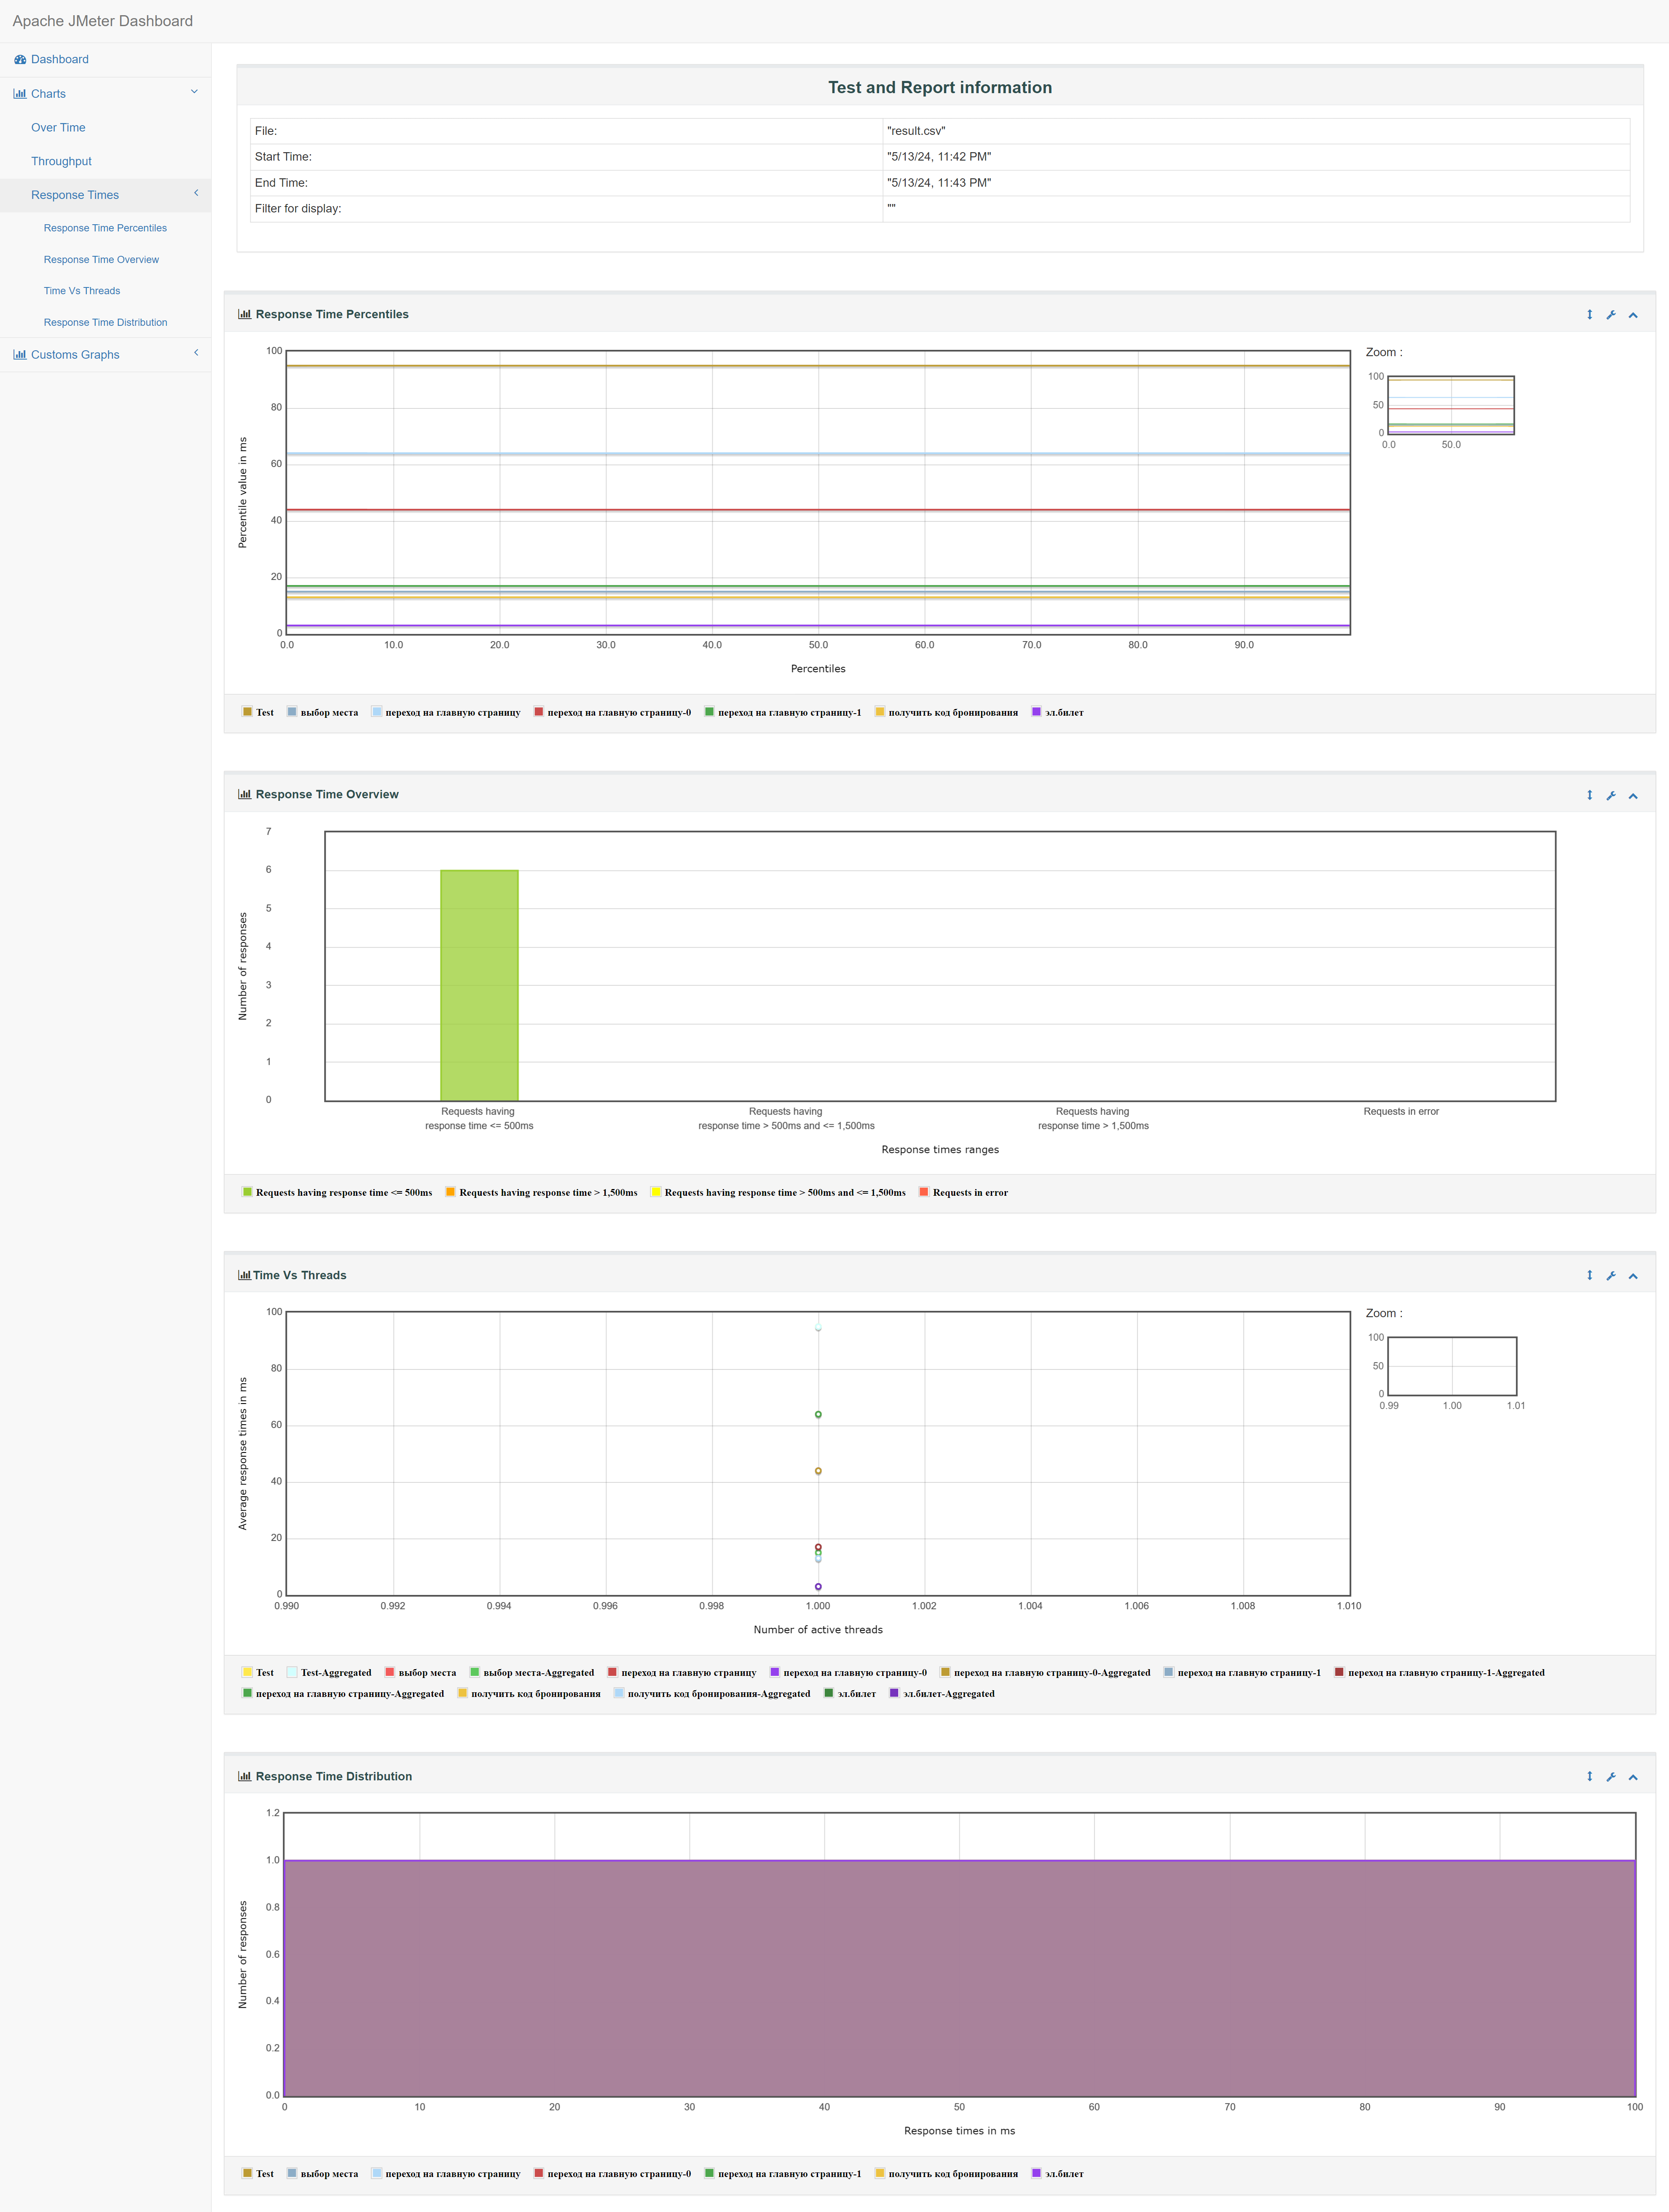 Apache JMeter Dashboard
Dashboard
Charts
Over Time
Throughput
Response Times
Response Time Percentiles
Response Time Overview
Time Vs Threads
Response Time Distribution
Customs Graphs
Test and Report information
File: "result.csv"
Start Time: "5/13/24, 11:42 PM"
End Time: "5/13/24, 11:43 PM"
Filter for display: ""
Response Time Percentiles
Percentile value in ms
100
80
60
40
20
0
0.0 10.0 20.0 30.0 40.0 50.0 60.0 70.0 80.0 90.0
Percentiles
Zoom :
100
50
0
0.0 50.0
Test выбор места переход на главную страницу переход на главную страницу-0 переход на главную страницу-1 получить код бронирования эл.билет
Response Time Overview
Number of responses
7
6
5
4
3
2
1
0
Requests having Requests having Requests having Requests in error
response time <= 500ms response time > 500ms and <= 1,500ms response time > 1,500ms
Response times ranges
Requests having response time <= 500ms Requests having response time > 1,500ms Requests having response time > 500ms and <= 1,500ms Requests in error
Time Vs Threads
Average response times in ms
100
80
60
40
20
0
0.990 0.992 0.994 0.996 0.998 1.000 1.002 1.004 1.006 1.008 1.010
Number of active threads
Zoom :
100
50
0
0.99 1.00 1.01
Test Test-Aggregated выбор места выбор места-Aggregated переход на главную страницу переход на главную страницу-0 переход на главную страницу-0-Aggregated переход на главную страницу-1 переход на главную страницу-1-Aggregated
переход на главную страницу-Aggregated получить код бронирования получить код бронирования-Aggregated эл.билет эл.билет-Aggregated
Response Time Distribution
Number of responses
1.2
1.0
0.8
0.6
0.4
0.2
0.0
0 10 20 30 40 50 60 70 80 90 100
Response times in ms
Test выбор места переход на главную страницу переход на главную страницу-0 переход на главную страницу-1 получить код бронирования эл.билет